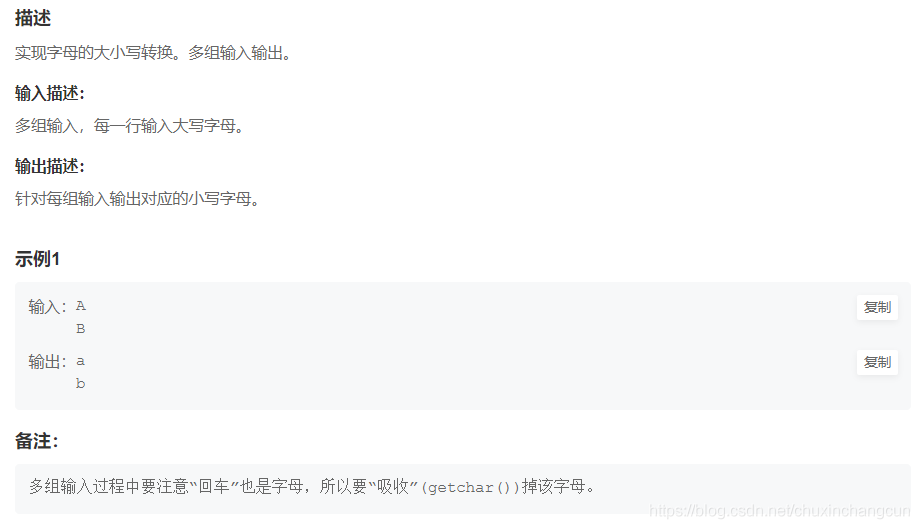 描述
实现字母的大小写转换。多组输入输出。
输入描述：
多组输入，每一行输入大写字母。
输出描述：
针对每组输入输出对应的小写字母。
示例1
输入：A 复制
B
输出：a 复制
b
备注：
多组输入过程中要注意“回车”也是字母，所以要“吸收”(getchar())掉该字母。
https://blog.csdn.net/chuxinchangcun